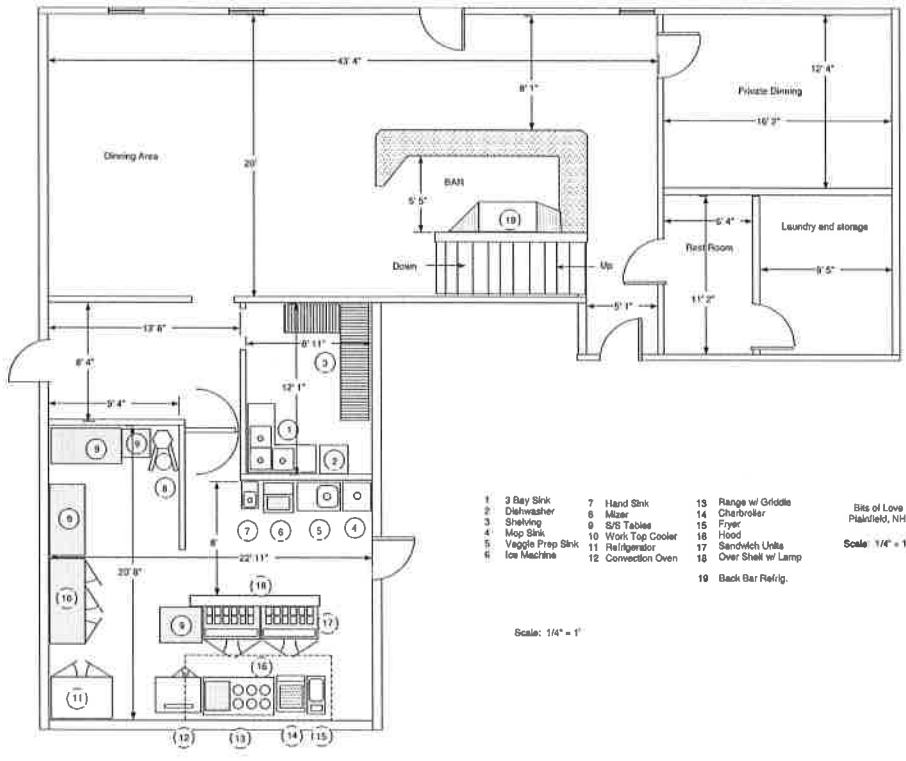 43' 4"
12' 4"
Private Dinning
8' 1"
16' 2"
Dinning Area
20'
BAR
5' 5"
(19)
6' 4"
Laundry and storage
Rest Room
Down
Up
9' 5"
11' 2"
5' 1"
13' 6"
8' 11"
3
12' 1"
5' 4"
1
9
8
2
7
6
5
4
8'
22' 11"
20' 8"
(10)
(18)
9
17
(16)
(11)
(12)
(13)
(14)
(15)
1 3 Bay Sink
2 Dishwasher
3 Shelving
4 Mop Sink
5 Veggie Prep Sink
6 Ice Machine
7 Hand Sink
8 Mixer
9 S/S Tables
10 Work Top Cooler
11 Refrigerator
12 Convection Oven
13 Range w/ Griddle
14 Charbroiler
15 Fryer
16 Hood
17 Sandwich Units
18 Over Shelf w/ Lamp
19 Back Bar Refrig.
Bits of Love
Plainfield, NH
Scale: 1/4" = 1
Scale: 1/4" = 1'